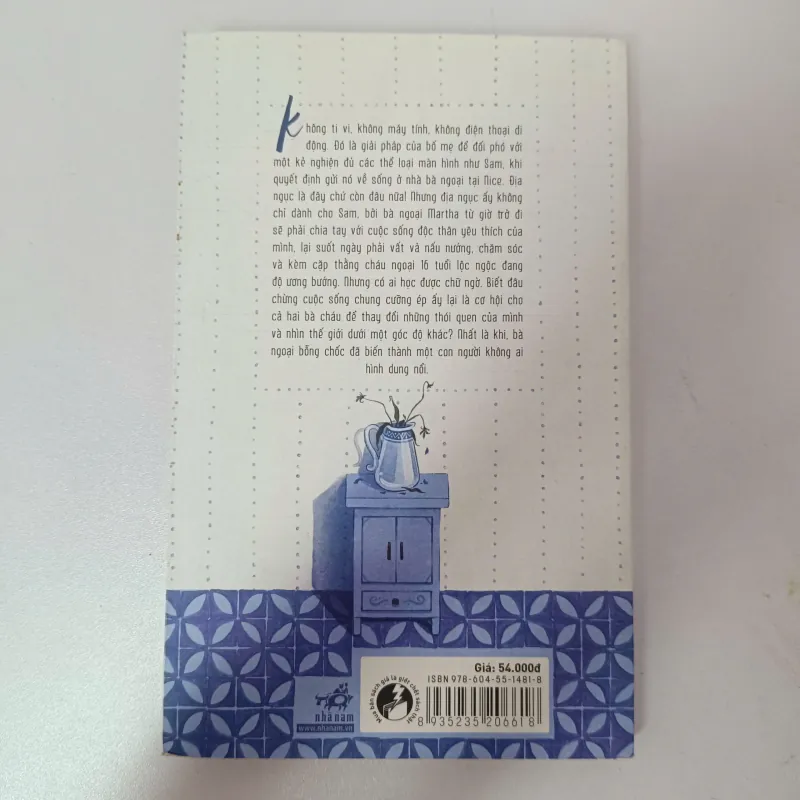 Không ti vi, không máy tính, không điện thoại di
động. Đó là giải pháp của bố mẹ để đối phó với
một kẻ nghiện đủ các thể loại màn hình như Sam, khi
quyết định gửi nó về sống ở nhà bà ngoại tại Nice. Địa
ngục là đây chứ còn đâu nữa! Nhưng địa ngục ấy không
chỉ dành cho Sam, bởi bà ngoại Martha từ giờ trở đi
sẽ phải chia tay với cuộc sống độc thân yêu thích của
mình, lại suốt ngày phải vất vả nấu nướng, chăm sóc
và kèm cặp thằng cháu ngoại 16 tuổi lộc ngộc đang
độ ương bướng. Nhưng có ai học được chữ ngờ. Biết đâu
chừng cuộc sống chung cưỡng ép ấy lại là cơ hội cho
cả hai bà cháu để thay đổi những thói quen của mình
và nhìn thế giới dưới một góc độ khác? Nhất là khi, bà
ngoại bỗng chốc đã biến thành một con người không ai
hình dung nổi.
nhã nam
www.nhanam.vn
Mua bán sách giả là giết chết sách thật
Giá: 54.000đ
ISBN 978-604-55-1481-8
8 935235 206618